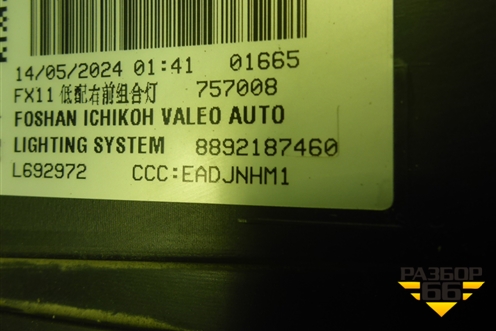 14/05/2024 01:41 01665
FX11 低配右前组合灯 757008
FOSHAN ICHIKOH VALEO AUTO
LIGHTING SYSTEM 8892187460
L692972 CCC:EADJNHM1
РАЗБОР
66